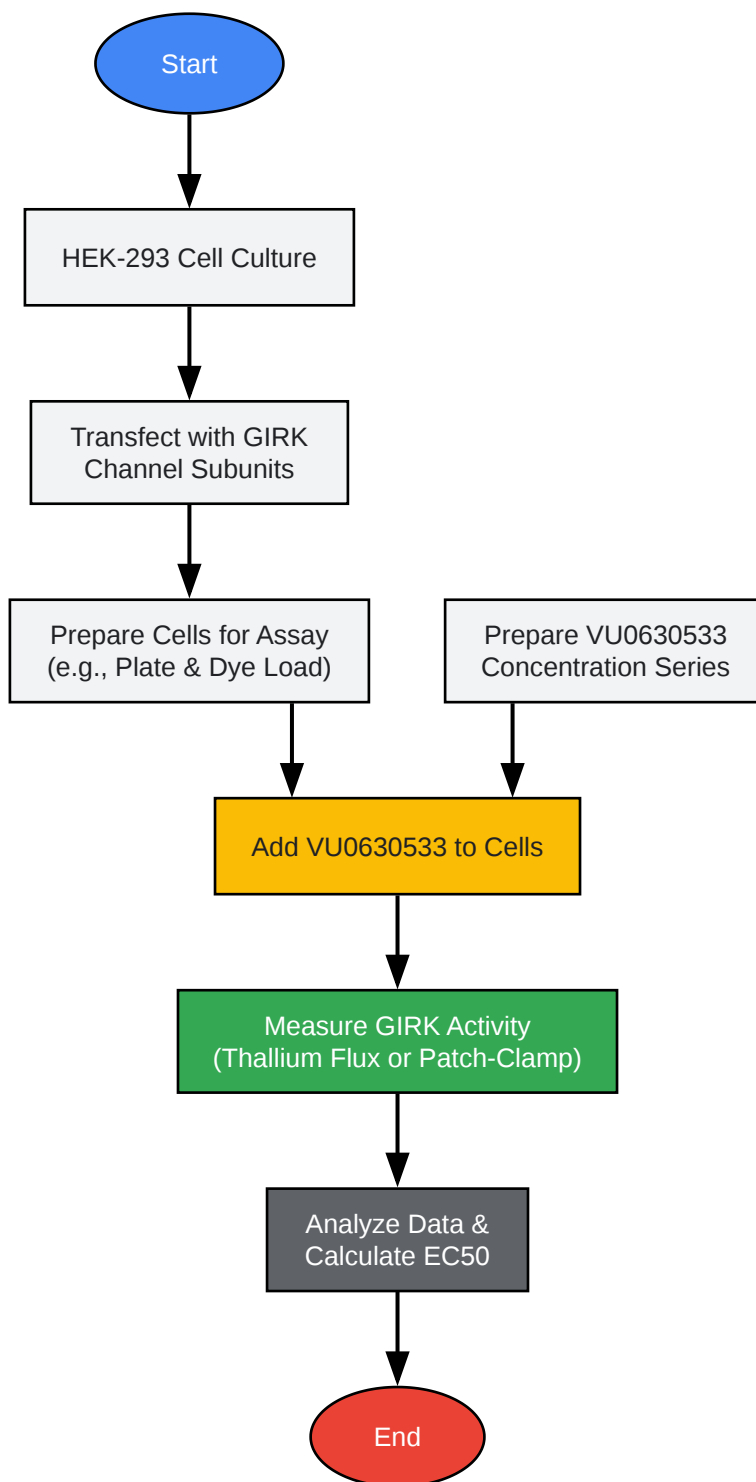 Start
HEK-293 Cell Culture
Transfect with GIRK
Channel Subunits
Prepare Cells for Assay
(e.g., Plate & Dye Load)
Prepare VU0630533
Concentration Series
Add VU0630533 to Cells
Measure GIRK Activity
(Thallium Flux or Patch-Clamp)
Analyze Data &
Calculate EC50
End